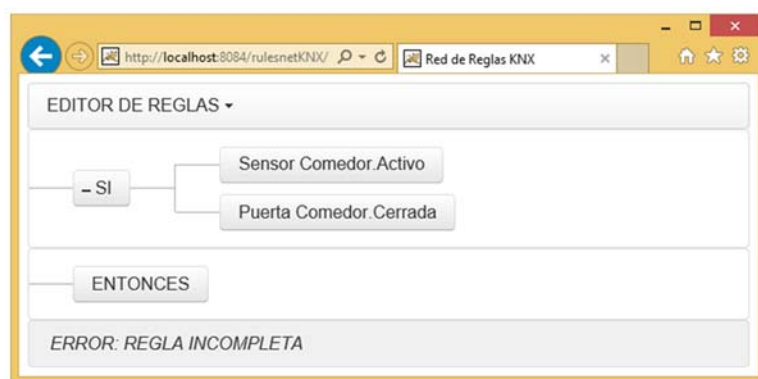 http://localhost:8084/rulesnetKNX/
Red de Reglas KNX
EDITOR DE REGLAS
SI
Sensor Comedor.Activo
Puerta Comedor.Cerrada
ENTONCES
ERROR: REGLA INCOMPLETA